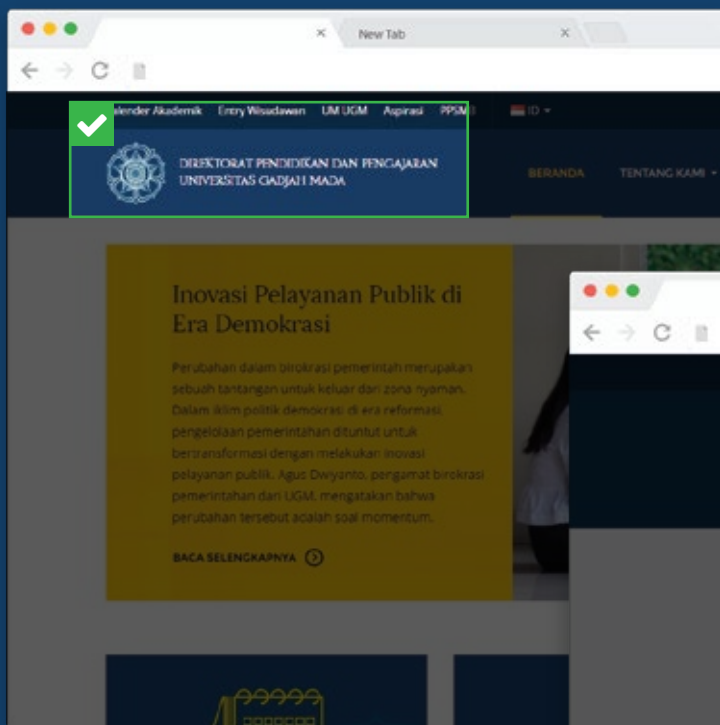 New Tab
alender Akademik Entry Wisudawan UM UGM Aspirasi PPSM
ID
DIREKTORAT PENDIDIKAN DAN PENGAJARAN
UNIVERSITAS GADJAH MADA
BERANDA TENTANG KAMI
Inovasi Pelayanan Publik di
Era Demokrasi
Perubahan dalam birokrasi pemerintah merupakan
sebuah tantangan untuk keluar dari zona nyaman.
Dalam iklim politik demokrasi di era reformasi,
pengelolaan pemerintahan dituntut untuk
bertransformasi dengan melakukan inovasi
pelayanan publik. Agus Dwiyanto, pengamat birokrasi
pemerintahan dari UGM, mengatakan bahwa
perubahan tersebut adalah soal momentum.
BACA SELENGKAPNYA